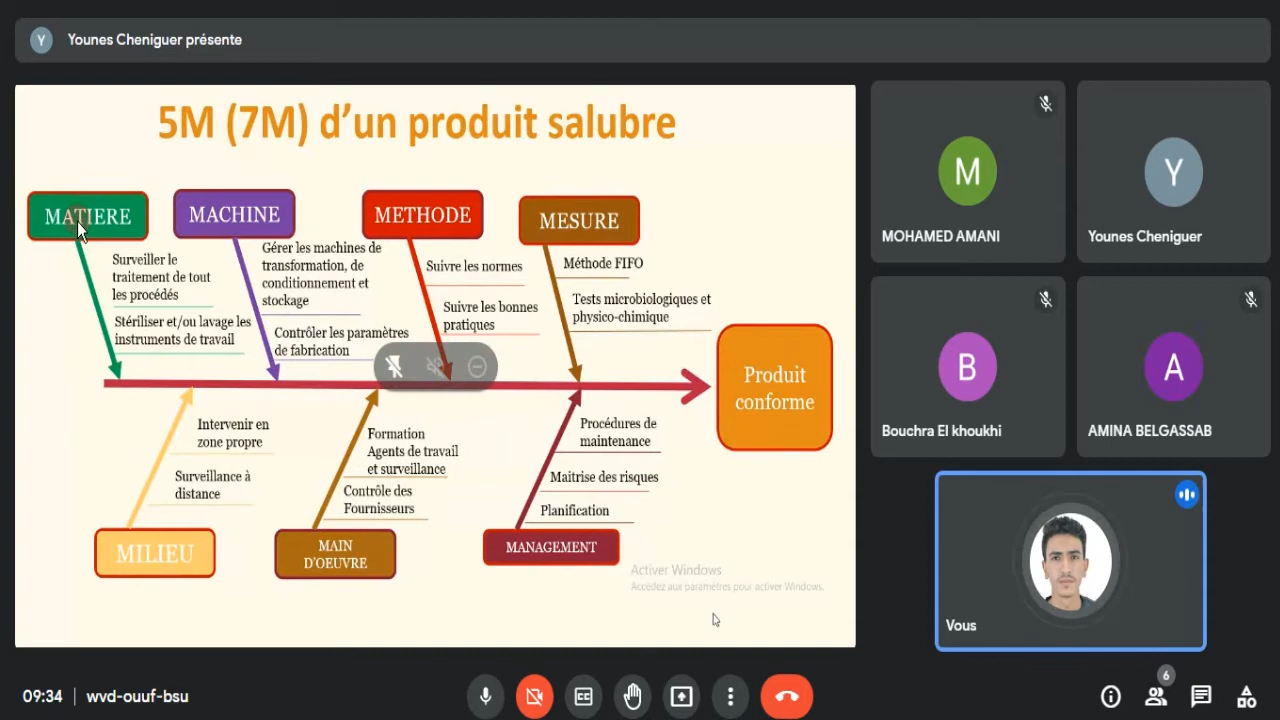 Y
Younes Cheniguer présente
5M (7M) d’un produit salubre
MATIERE
MACHINE
METHODE
MESURE
Surveiller le
traitement de tout
les procédés
Stériliser et/ou lavage les
instruments de travail
Gérer les machines de
transformation, de
conditionnement et
stockage
Contrôler les paramètres
de fabrication
Suivre les normes
Suivre les bonnes
pratiques
Méthode FIFO
Tests microbiologiques et
physico-chimique
Produit
conforme
Intervenir en
zone propre
Surveillance à
distance
Formation
Agents de travail
et surveillance
Contrôle des
Fournisseurs
Procédures de
maintenance
Maitrise des risques
Planification
MILIEU
MAIN
D’OEUVRE
MANAGEMENT
Activer Windows
Accédez aux paramètres pour activer Windows.
M
MOHAMED AMANI
Y
Younes Cheniguer
B
Bouchra El khoukhi
A
AMINA BELGASSAB
Vous
09:34 | wvd-ouuf-bsu
CC
6